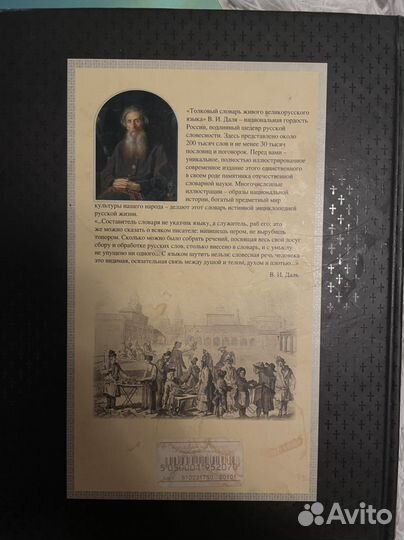 «Толковый словарь живого великорусского
языка» В. И. Даля – национальная гордость
России, подлинный шедевр русской
словесности. Здесь представлено около
200 тысяч слов и не менее 30 тысяч
пословиц и поговорок. Перед вами –
уникальное, полностью иллюстрированное
современное издание этого единственного
в своем роде памятника отечественной
словарной науки. Многочисленные
иллюстрации – образы национальной
истории, богатый предметный мир
культуры нашего народа – делают этот словарь истинной энциклопедией
русской жизни.
«...Составитель словаря не указчик языку, а служитель, раб его; это
же можно сказать о всяком писателе: напишешь пером, не вырубишь
топором. Сколько можно было собрать речений, посвящая весь свой досуг
сбору и обработке русских слов, столько внесено в словарь, и с умыслу
не упущено ни одного... С языком шутить нельзя: словесная речь человека
это видимая, осязательная связь между душой и телом, духом и плотью...»
В. И. Даль
Avito